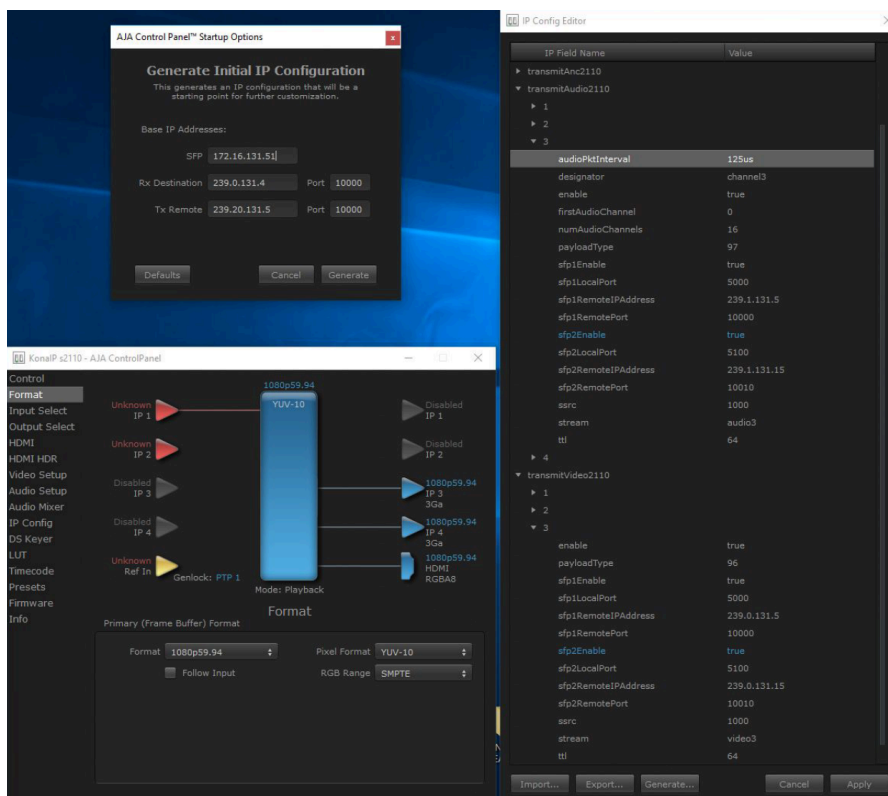 AJA Control Panel™ Startup Options
x
Generate Initial IP Configuration
This generates an IP configuration that will be a
starting point for further customization.
Base IP Addresses:
SFP 172.16.131.51
Rx Destination 239.0.131.4 Port 10000
Tx Remote 239.20.131.5 Port 10000
Defaults Cancel Generate
KonaIP s2110 - AJA ControlPanel
Control
Format
Input Select
Output Select
HDMI
HDMI HDR
Video Setup
Audio Setup
Audio Mixer
IP Config
DS Keyer
LUT
Timecode
Presets
Firmware
Info
1080p59.94
YUV-10
Unknown
IP 1
Unknown
IP 2
Disabled
IP 3
Disabled
IP 4
Unknown
Ref In
Genlock: PTP 1
Mode: Playback
Disabled
IP 1
Disabled
IP 2
1080p59.94
IP 3
3Ga
1080p59.94
IP 4
3Ga
1080p59.94
HDMI
RGBA8
Format
Primary (Frame Buffer) Format
Format 1080p59.94 Pixel Format YUV-10
Follow Input RGB Range SMPTE
IP Config Editor
IP Field Name Value
transmitAnc2110
transmitAudio2110
1
2
3
audioPktInterval 125us
designator channel3
enable true
firstAudioChannel 0
numAudioChannels 16
payloadType 97
sfp1Enable true
sfp1LocalPort 5000
sfp1RemoteIPAddress 239.1.131.5
sfp1RemotePort 10000
sfp2Enable true
sfp2LocalPort 5100
sfp2RemoteIPAddress 239.1.131.15
sfp2RemotePort 10010
ssrc 1000
stream audio3
ttl 64
4
transmitVideo2110
1
2
3
enable true
payloadType 96
sfp1Enable true
sfp1LocalPort 5000
sfp1RemoteIPAddress 239.0.131.5
sfp1RemotePort 10000
sfp2Enable true
sfp2LocalPort 5100
sfp2RemoteIPAddress 239.0.131.15
sfp2RemotePort 10010
ssrc 1000
stream video3
ttl 64
Import... Export... Generate... Cancel Apply